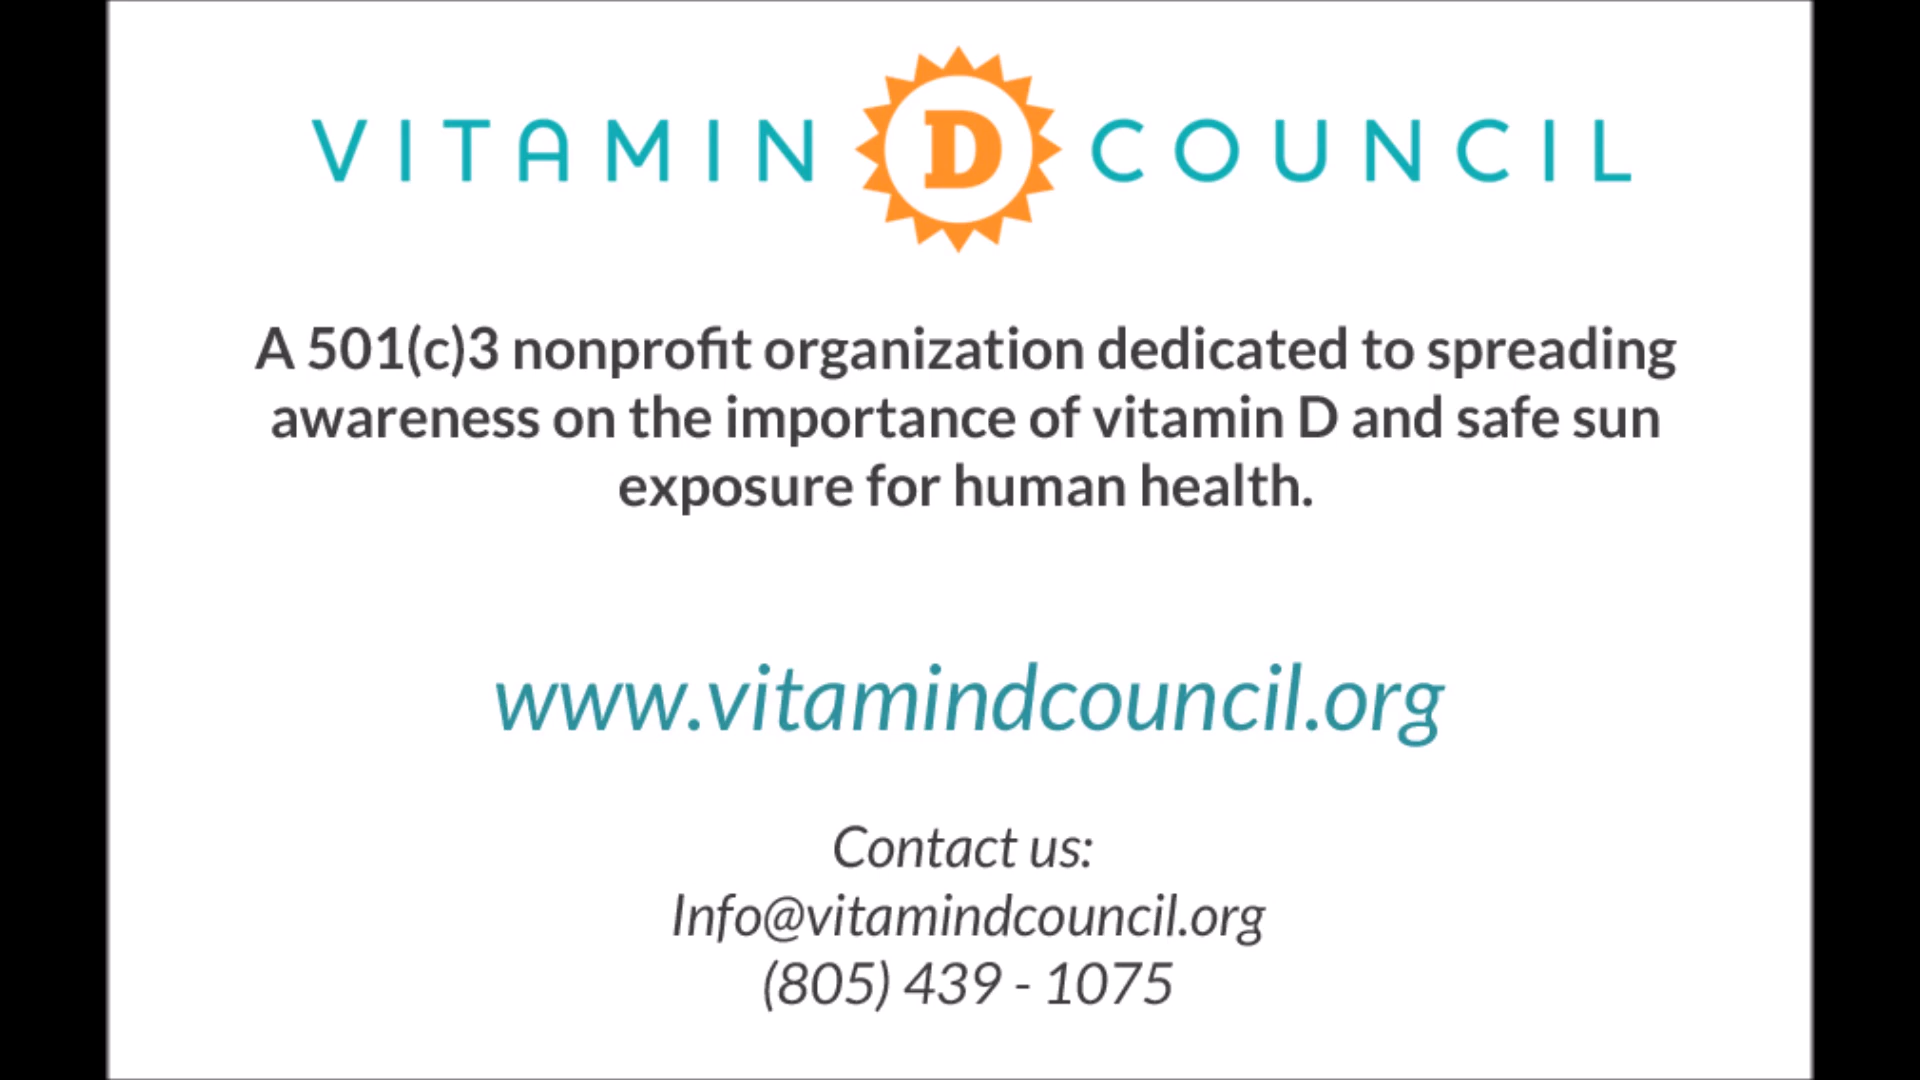 VITAMIN D COUNCIL
A 501(c)3 nonprofit organization dedicated to spreading
awareness on the importance of vitamin D and safe sun
exposure for human health.
www.vitamindcouncil.org
Contact us:
Info@vitamindcouncil.org
(805) 439 - 1075